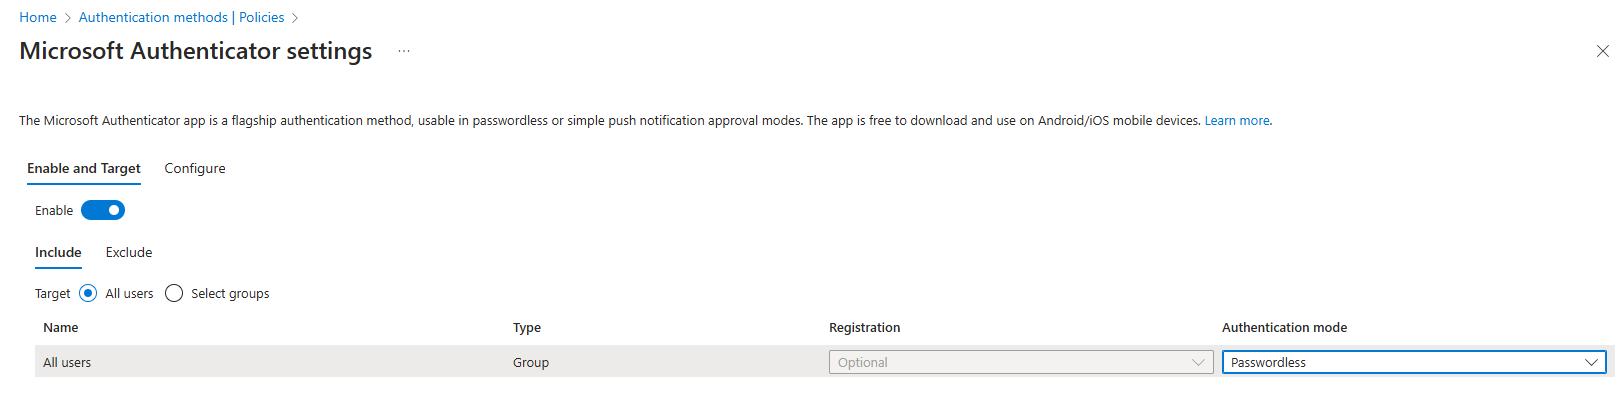 Home > Authentication methods | Policies >
Microsoft Authenticator settings ...
The Microsoft Authenticator app is a flagship authentication method, usable in passwordless or simple push notification approval modes. The app is free to download and use on Android/iOS mobile devices. Learn more.
Enable and Target Configure
Enable
Include Exclude
Target All users Select groups
Name Type Registration Authentication mode
All users Group Optional Passwordless